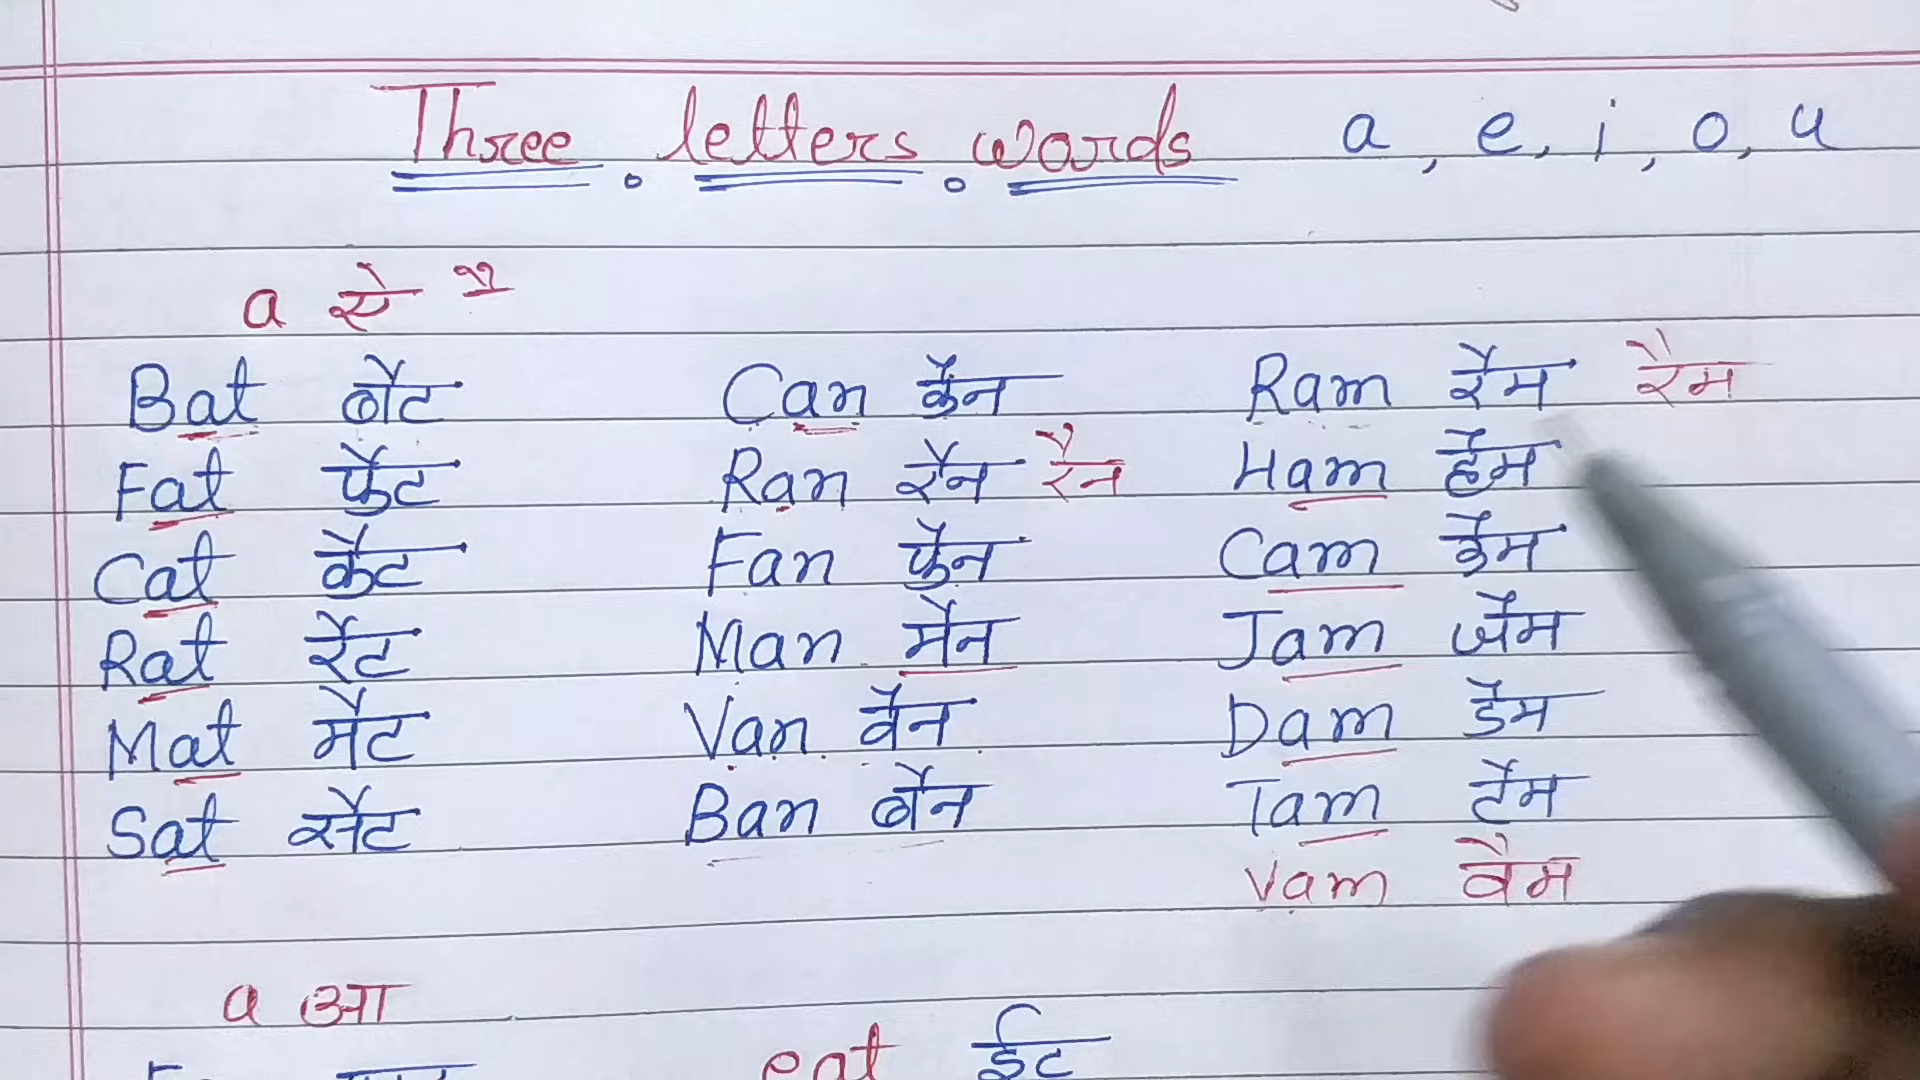 Three letters words a, e, i, o, u
a ऐ से
Bat बैट Can कैन Ram रैम रैम
Fat फैट Ran रैन रैन Ham हैम
Cat कैट Fan फैन Cam कैम
Rat रैट Man मैन Jam जैम
Mat मैट Van वैन Dam डैम
Sat सैट Ban बैन Tam टैम
Vam वैम
a आ
eat ईट